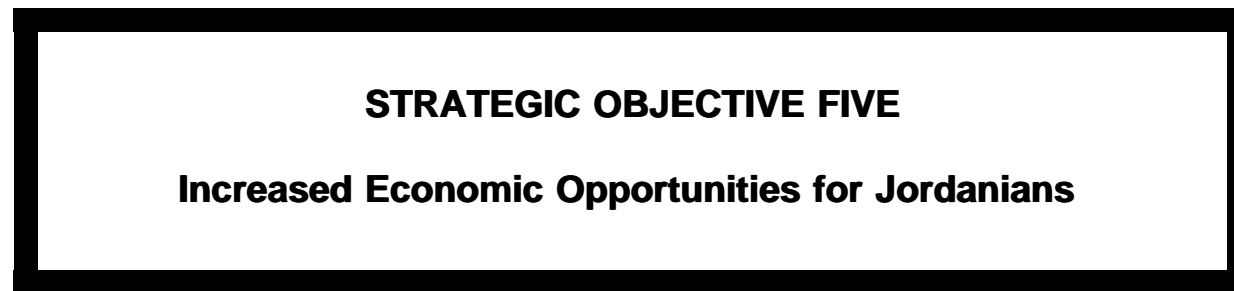 STRATEGIC OBJECTIVE FIVE
Increased Economic Opportunities for Jordanians